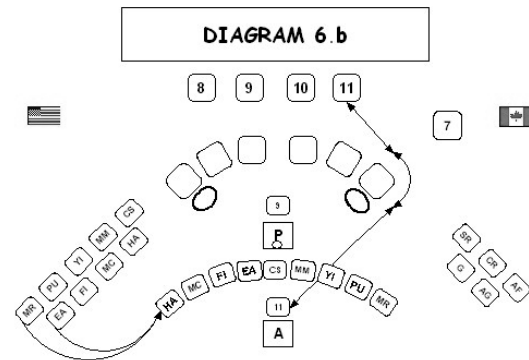 DIAGRAM 6.b
8 9 10 11
7
9
P
CS
MM HA
YI MC
PU FI
MR EA
SR
CR
AF
G
AG
HA MC FI EA CS MM YI PU MR
11
A